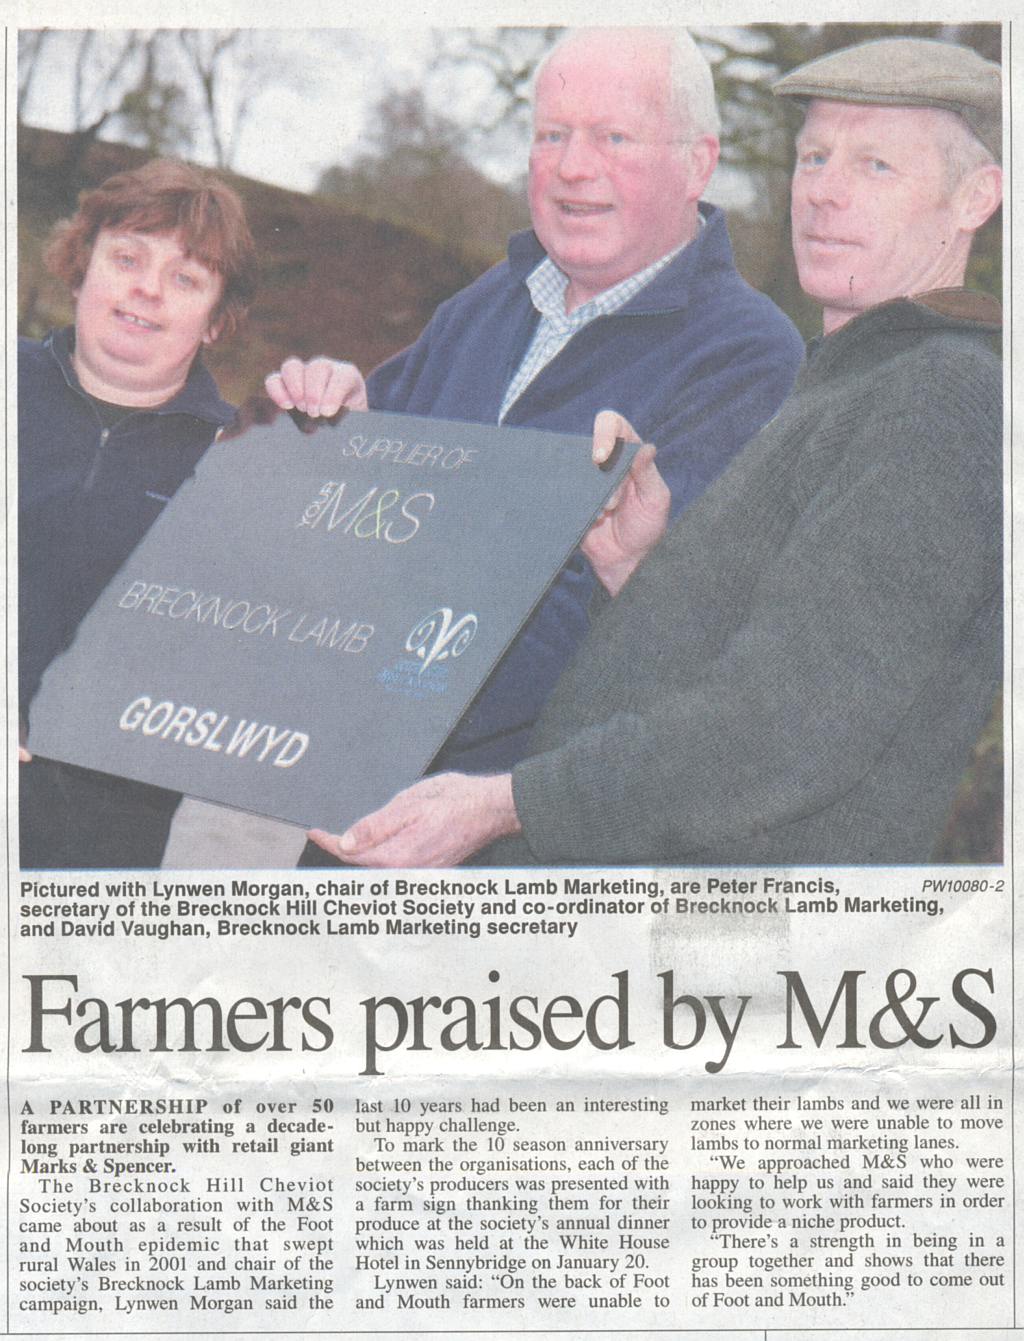 SUPPLIER OF
YOUR M&S
BRECKNOCK LAMB
GORSLWYD
Pictured with Lynwen Morgan, chair of Brecknock Lamb Marketing, are Peter Francis, PW10080-2
secretary of the Brecknock Hill Cheviot Society and co-ordinator of Brecknock Lamb Marketing,
and David Vaughan, Brecknock Lamb Marketing secretary
Farmers praised by M&S
A PARTNERSHIP of over 50
farmers are celebrating a decade-
long partnership with retail giant
Marks & Spencer.
The Brecknock Hill Cheviot
Society's collaboration with M&S
came about as a result of the Foot
and Mouth epidemic that swept
rural Wales in 2001 and chair of the
society's Brecknock Lamb Marketing
campaign, Lynwen Morgan said the
last 10 years had been an interesting
but happy challenge.
To mark the 10 season anniversary
between the organisations, each of the
society's producers was presented with
a farm sign thanking them for their
produce at the society's annual dinner
which was held at the White House
Hotel in Sennybridge on January 20.
Lynwen said: "On the back of Foot
and Mouth farmers were unable to
market their lambs and we were all in
zones where we were unable to move
lambs to normal marketing lanes.
"We approached M&S who were
happy to help us and said they were
looking to work with farmers in order
to provide a niche product.
"There's a strength in being in a
group together and shows that there
has been something good to come out
of Foot and Mouth."